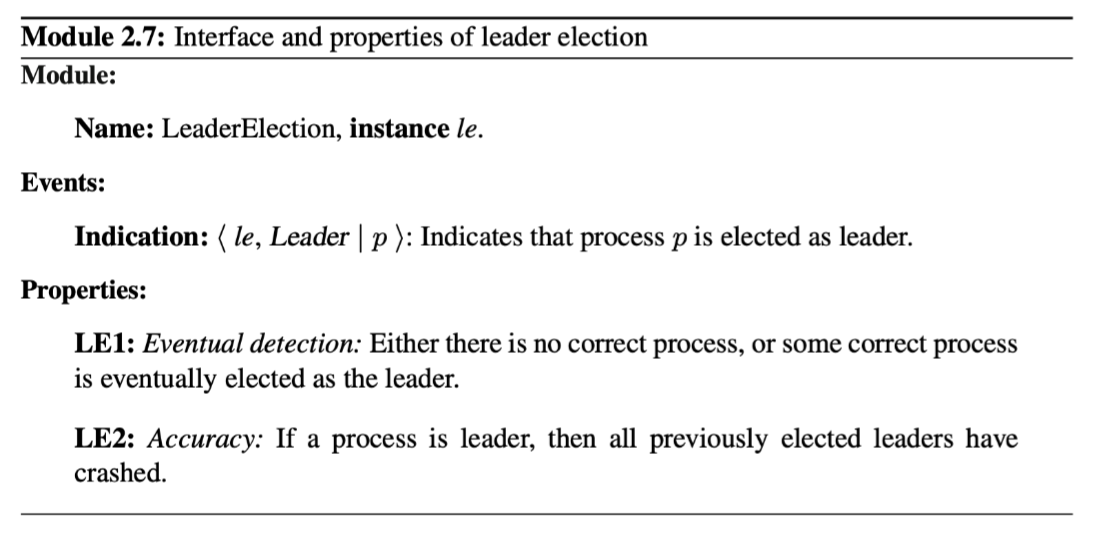 Module 2.7: Interface and properties of leader election
Module:
Name: LeaderElection, instance le.
Events:
Indication: ⟨ le, Leader | p ⟩: Indicates that process p is elected as leader.
Properties:
LE1: Eventual detection: Either there is no correct process, or some correct process
is eventually elected as the leader.
LE2: Accuracy: If a process is leader, then all previously elected leaders have
crashed.